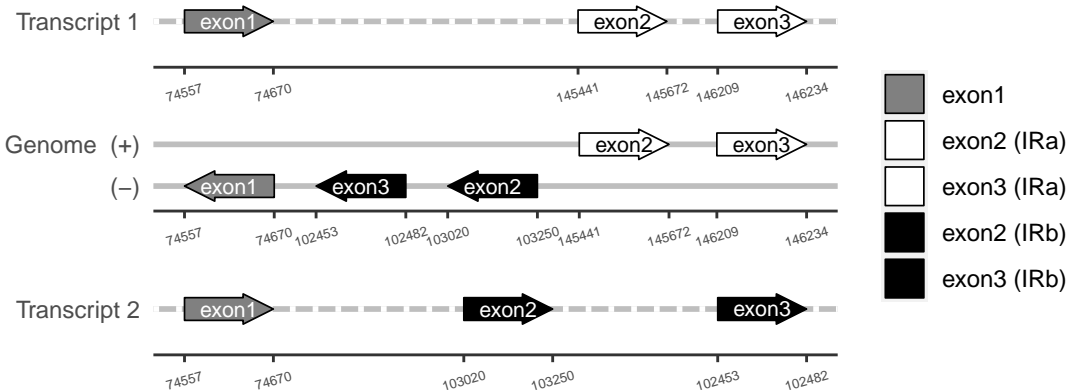 Transcript 1 exon1 exon2 exon3
74557 74670 145441 145672 146209 146234
Genome (+) exon2 exon3
(−) exon1 exon3 exon2
74557 74670 102453 102482 103020 103250 145441 145672 146209 146234
Transcript 2 exon1 exon2 exon3
74557 74670 103020 103250 102453 102482
exon1
exon2 (IRa)
exon3 (IRa)
exon2 (IRb)
exon3 (IRb)